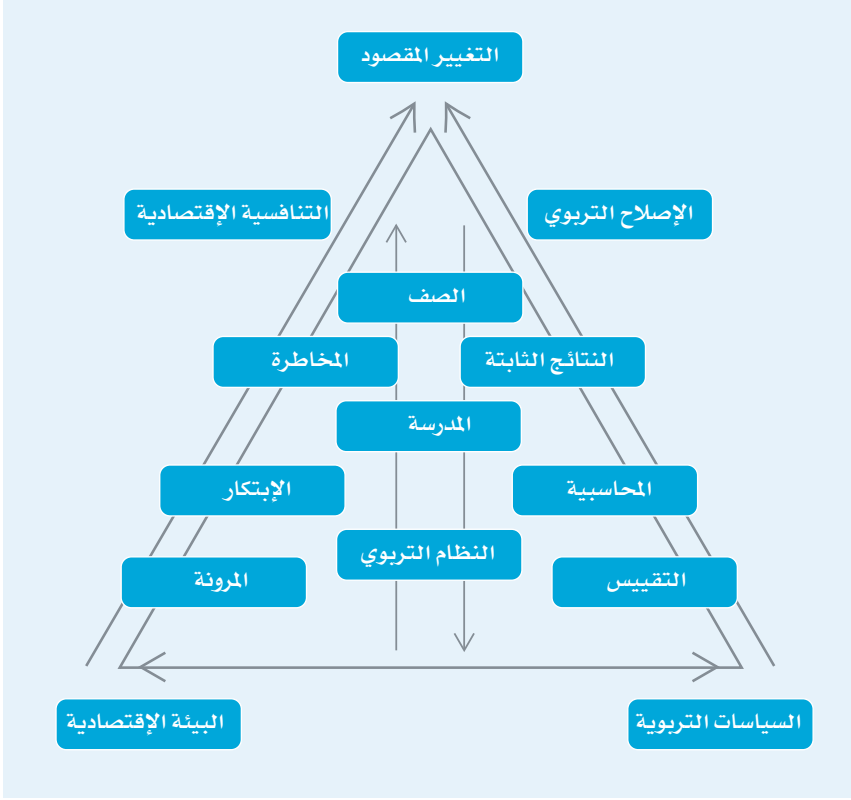 التغيير المقصود
الإصلاح التربوي
التنافسية الإقتصادية
الصف
النتائج الثابتة
المخاطرة
المدرسة
المحاسبية
الإبتكار
النظام التربوي
التقييس
المرونة
السياسات التربوية
البيئة الإقتصادية